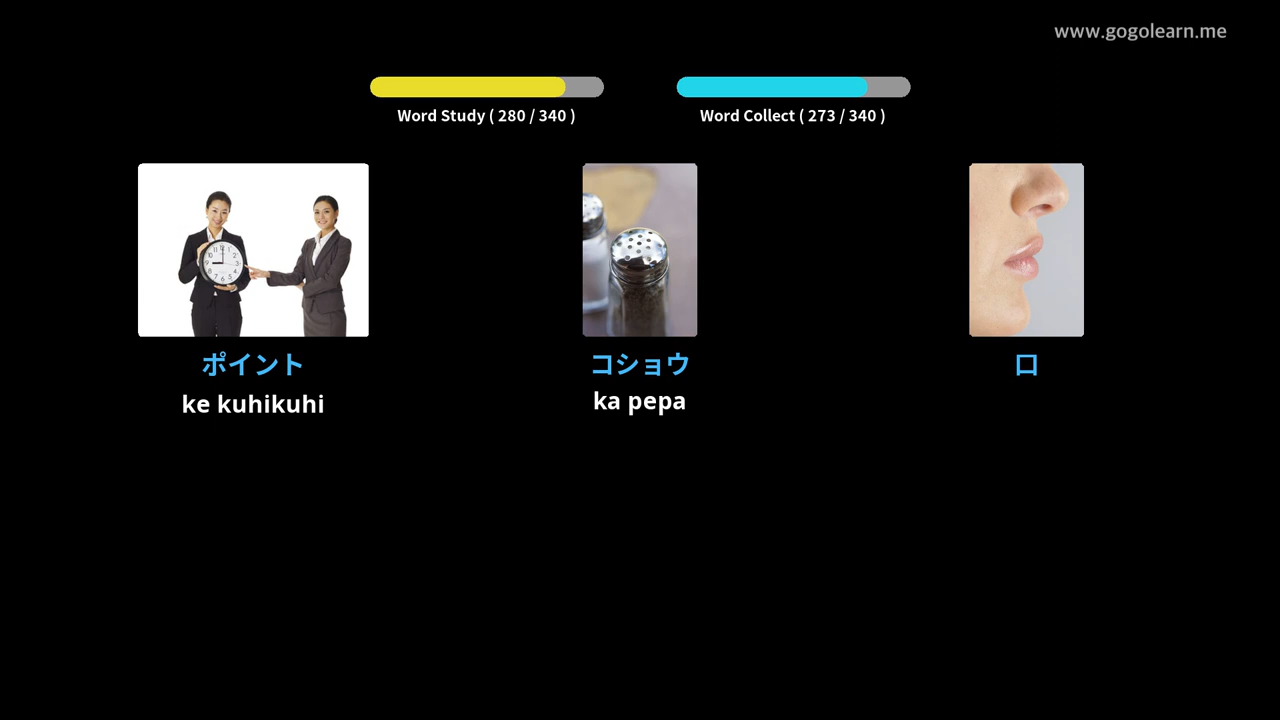 www.gogolearn.me
Word Study ( 280 / 340 )
Word Collect ( 273 / 340 )
ポイント
ke kuhikuhi
コショウ
ka pepa
口